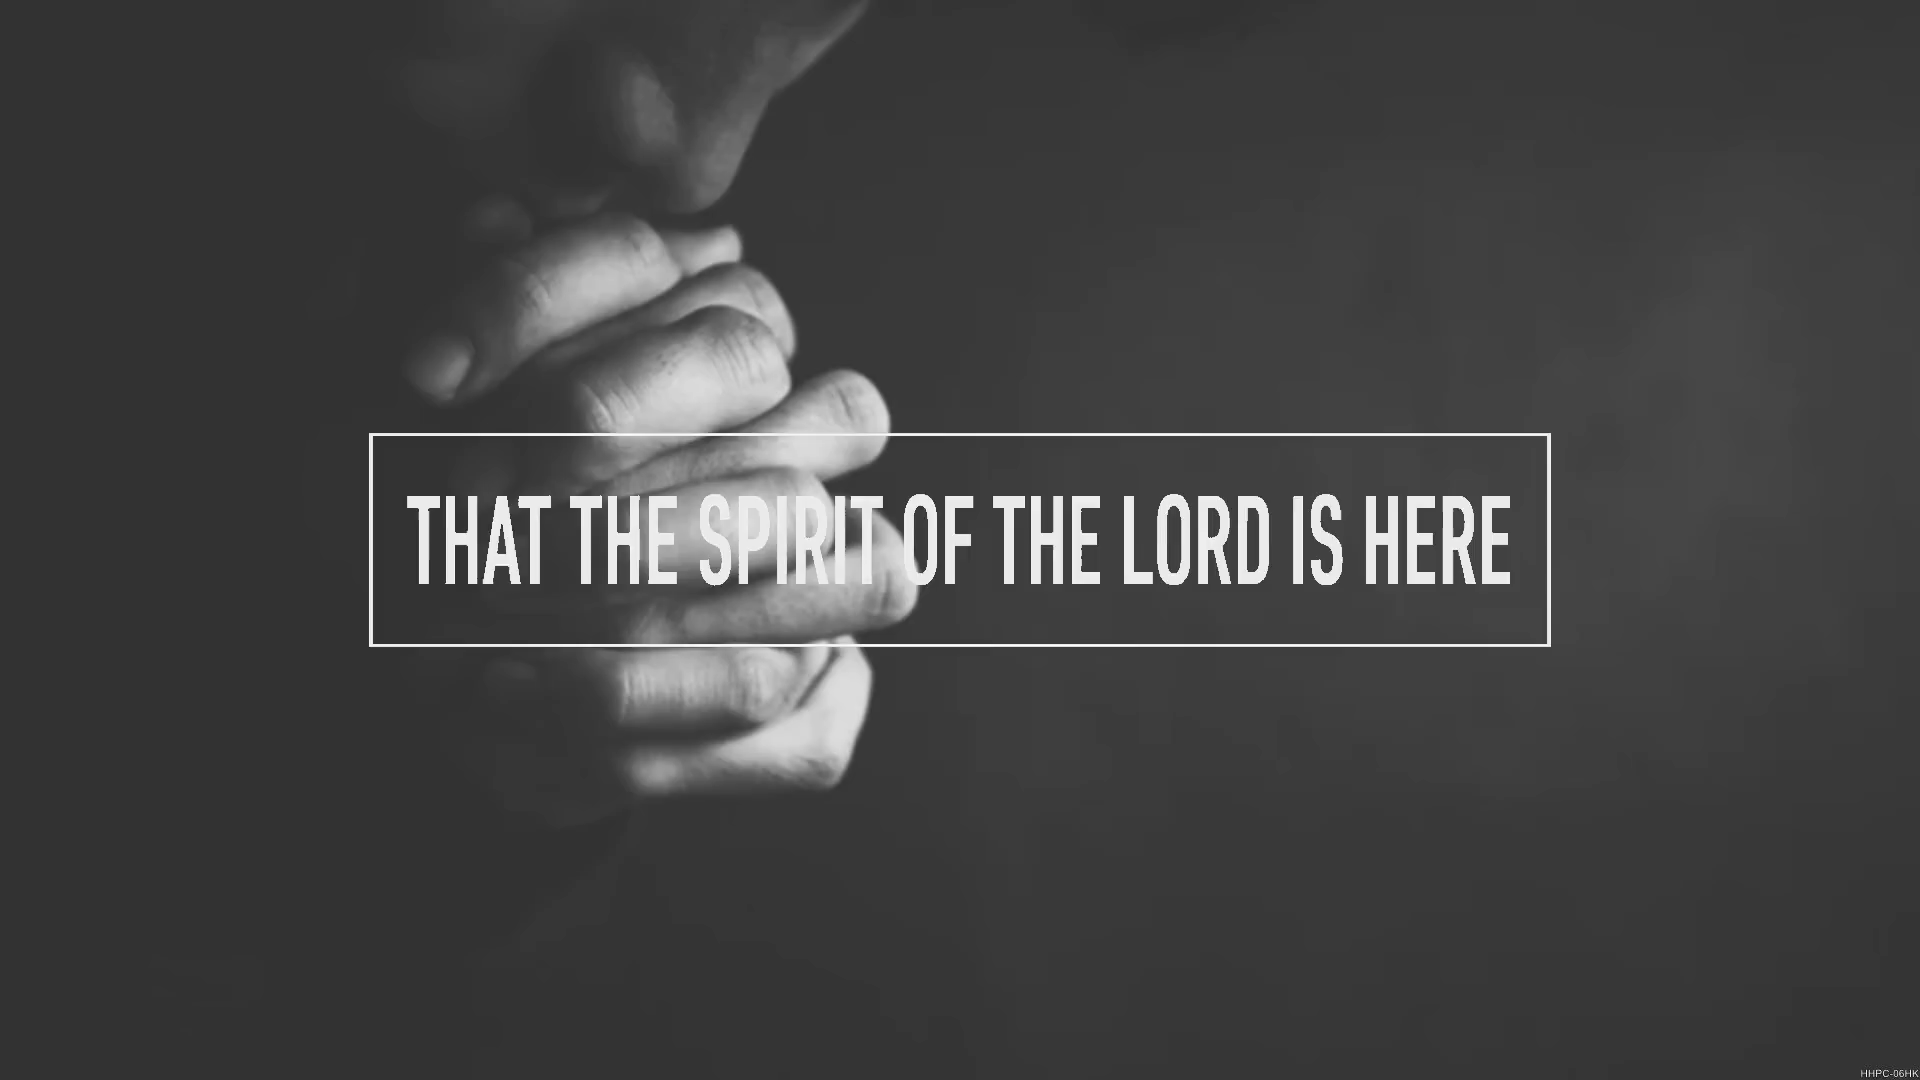 THAT THE SPIRIT OF THE LORD IS HERE
HHPC-06HK